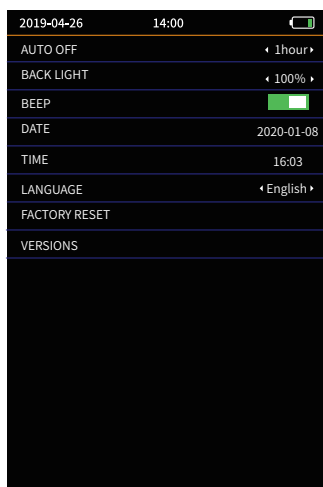 2019-04-26 14:00
AUTO OFF 1hour
BACK LIGHT 100%
BEEP
DATE 2020-01-08
TIME 16:03
LANGUAGE English
FACTORY RESET
VERSIONS